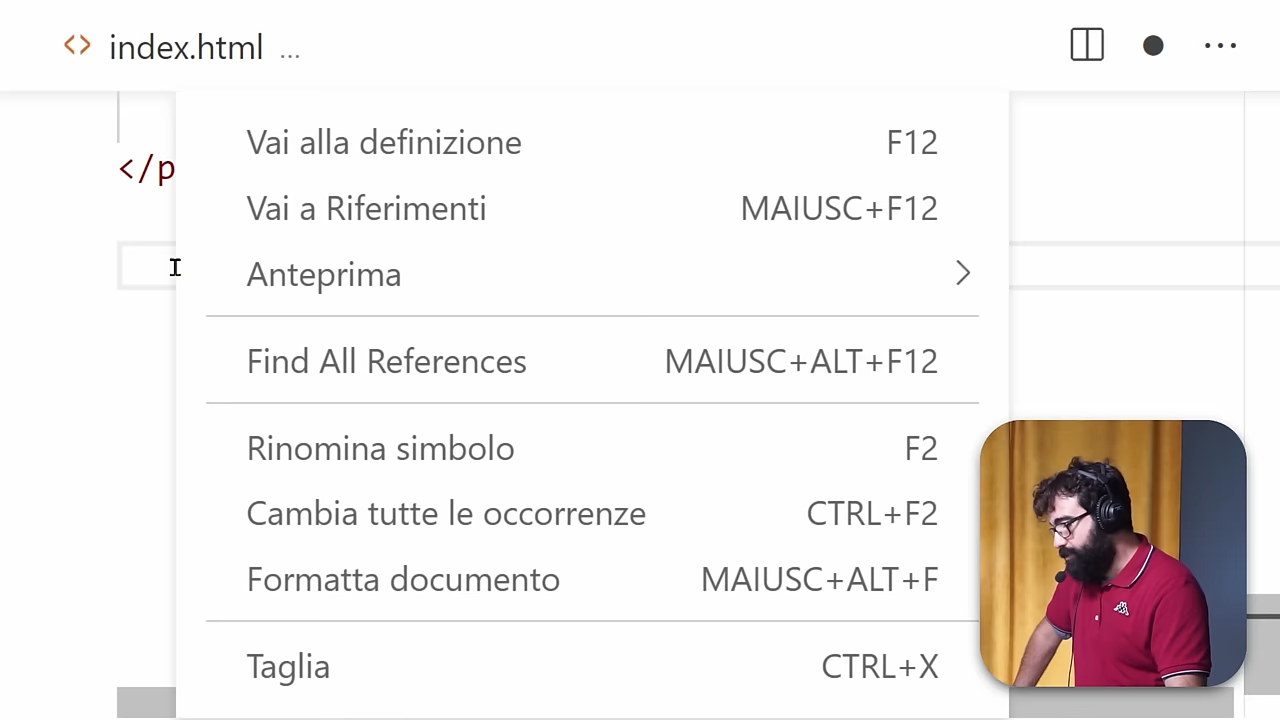 index.html ...
</p
Vai alla definizione F12
Vai a Riferimenti MAIUSC+F12
Anteprima
Find All References MAIUSC+ALT+F12
Rinomina simbolo F2
Cambia tutte le occorrenze CTRL+F2
Formatta documento MAIUSC+ALT+F
Taglia CTRL+X